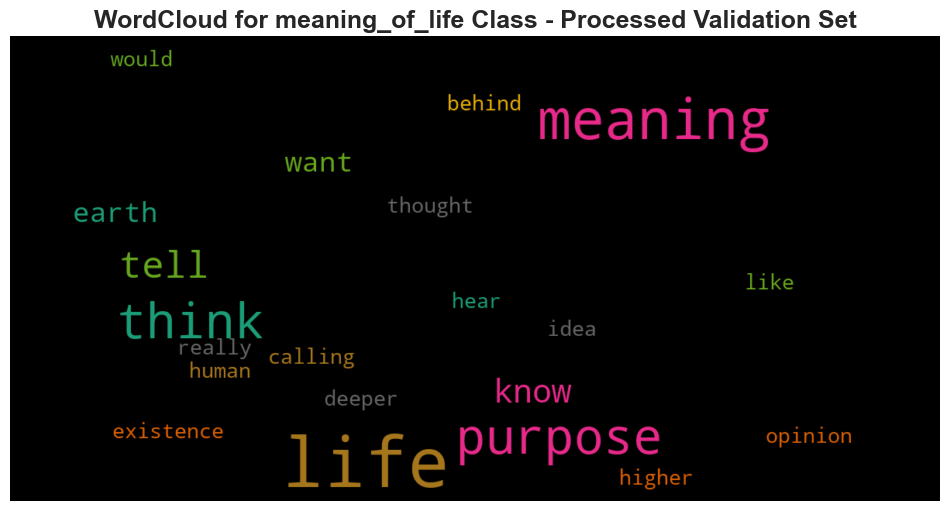 WordCloud for meaning_of_life Class - Processed Validation Set
would
behind
meaning
want
thought
earth
tell
like
hear
think
idea
really
calling
human
know
deeper
existence
purpose
opinion
life
higher